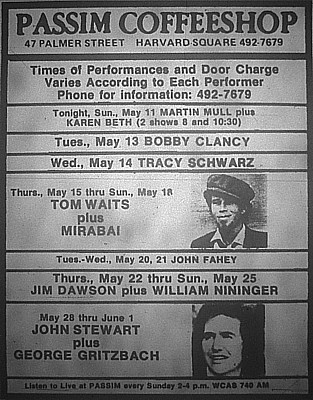 PASSIM COFFEESHOP
47 PALMER STREET HARVARD SQUARE 492-7679
Times of Performances and Door Charge
Varies According to Each Performer
Phone for information: 492-7679
Tonight, Sun., May 11 MARTIN MULL plus
KAREN BETH (2 shows 8 and 10:30)
Tues., May 13 BOBBY CLANCY
Wed., May 14 TRACY SCHWARZ
Thurs., May 15 thru Sun., May 18
TOM WAITS
plus
MIRABAI
Tues.-Wed., May 20, 21 JOHN FAHEY
Thurs., May 22 thru Sun., May 25
JIM DAWSON plus WILLIAM NININGER
May 28 thru June 1
JOHN STEWART
plus
GEORGE GRITZBACH
Listen to Live at PASSIM every Sunday 2-4 p.m. WCAS 740 AM